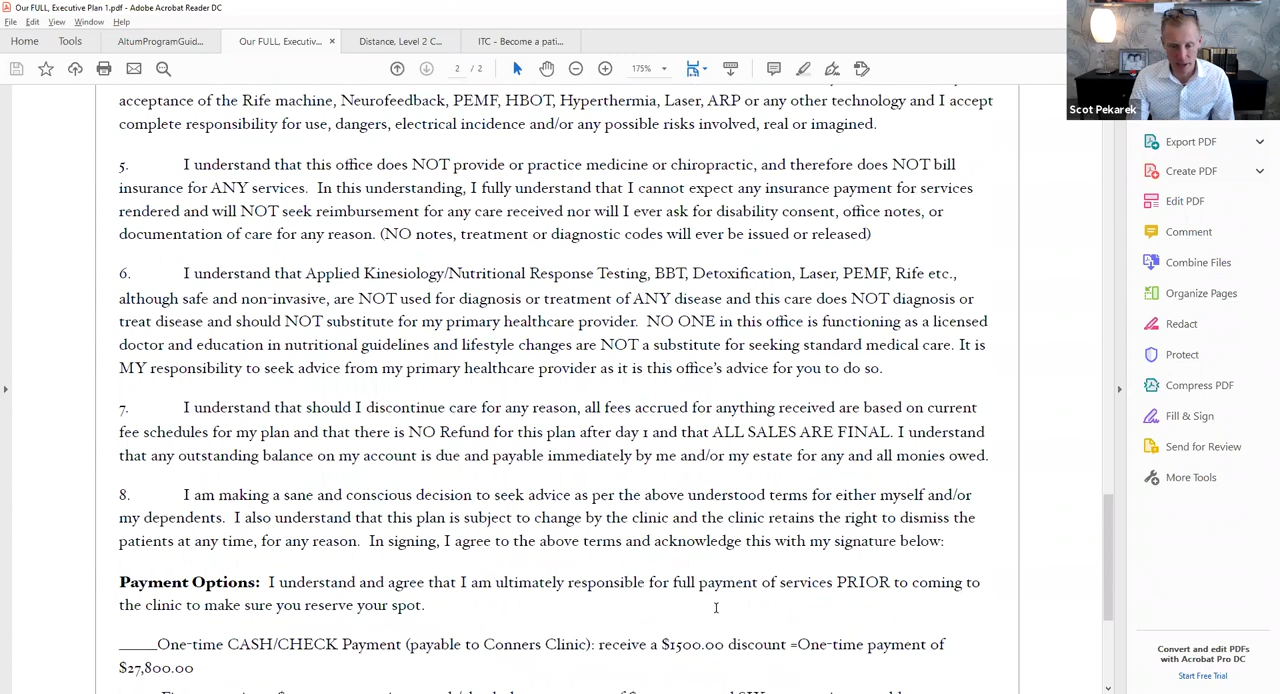 Our FULL, Executive Plan 1.pdf - Adobe Acrobat Reader DC
File Edit View Window Help
Home Tools AltumProgramGuid... Our FULL, Executiv... × Distance, Level 2 C... ITC - Become a pati...
2 / 2 175%
Scot Pekarek
acceptance of the Rife machine, Neurofeedback, PEMF, HBOT, Hyperthermia, Laser, ARP or any other technology and I accept
complete responsibility for use, dangers, electrical incidence and/or any possible risks involved, real or imagined.
5. I understand that this office does NOT provide or practice medicine or chiropractic, and therefore does NOT bill
insurance for ANY services. In this understanding, I fully understand that I cannot expect any insurance payment for services
rendered and will NOT seek reimbursement for any care received nor will I ever ask for disability consent, office notes, or
documentation of care for any reason. (NO notes, treatment or diagnostic codes will ever be issued or released)
6. I understand that Applied Kinesiology/Nutritional Response Testing, BBT, Detoxification, Laser, PEMF, Rife etc.,
although safe and non-invasive, are NOT used for diagnosis or treatment of ANY disease and this care does NOT diagnosis or
treat disease and should NOT substitute for my primary healthcare provider. NO ONE in this office is functioning as a licensed
doctor and education in nutritional guidelines and lifestyle changes are NOT a substitute for seeking standard medical care. It is
MY responsibility to seek advice from my primary healthcare provider as it is this office's advice for you to do so.
7. I understand that should I discontinue care for any reason, all fees accrued for anything received are based on current
fee schedules for my plan and that there is NO Refund for this plan after day 1 and that ALL SALES ARE FINAL. I understand
that any outstanding balance on my account is due and payable immediately by me and/or my estate for any and all monies owed.
8. I am making a sane and conscious decision to seek advice as per the above understood terms for either myself and/or
my dependents. I also understand that this plan is subject to change by the clinic and the clinic retains the right to dismiss the
patients at any time, for any reason. In signing, I agree to the above terms and acknowledge this with my signature below:
Payment Options: I understand and agree that I am ultimately responsible for full payment of services PRIOR to coming to
the clinic to make sure you reserve your spot.
_____One-time CASH/CHECK Payment (payable to Conners Clinic): receive a $1500.00 discount =One-time payment of
$27,800.00
Export PDF
Create PDF
Edit PDF
Comment
Combine Files
Organize Pages
Redact
Protect
Compress PDF
Fill & Sign
Send for Review
More Tools
Convert and edit PDFs
with Acrobat Pro DC
Start Free Trial